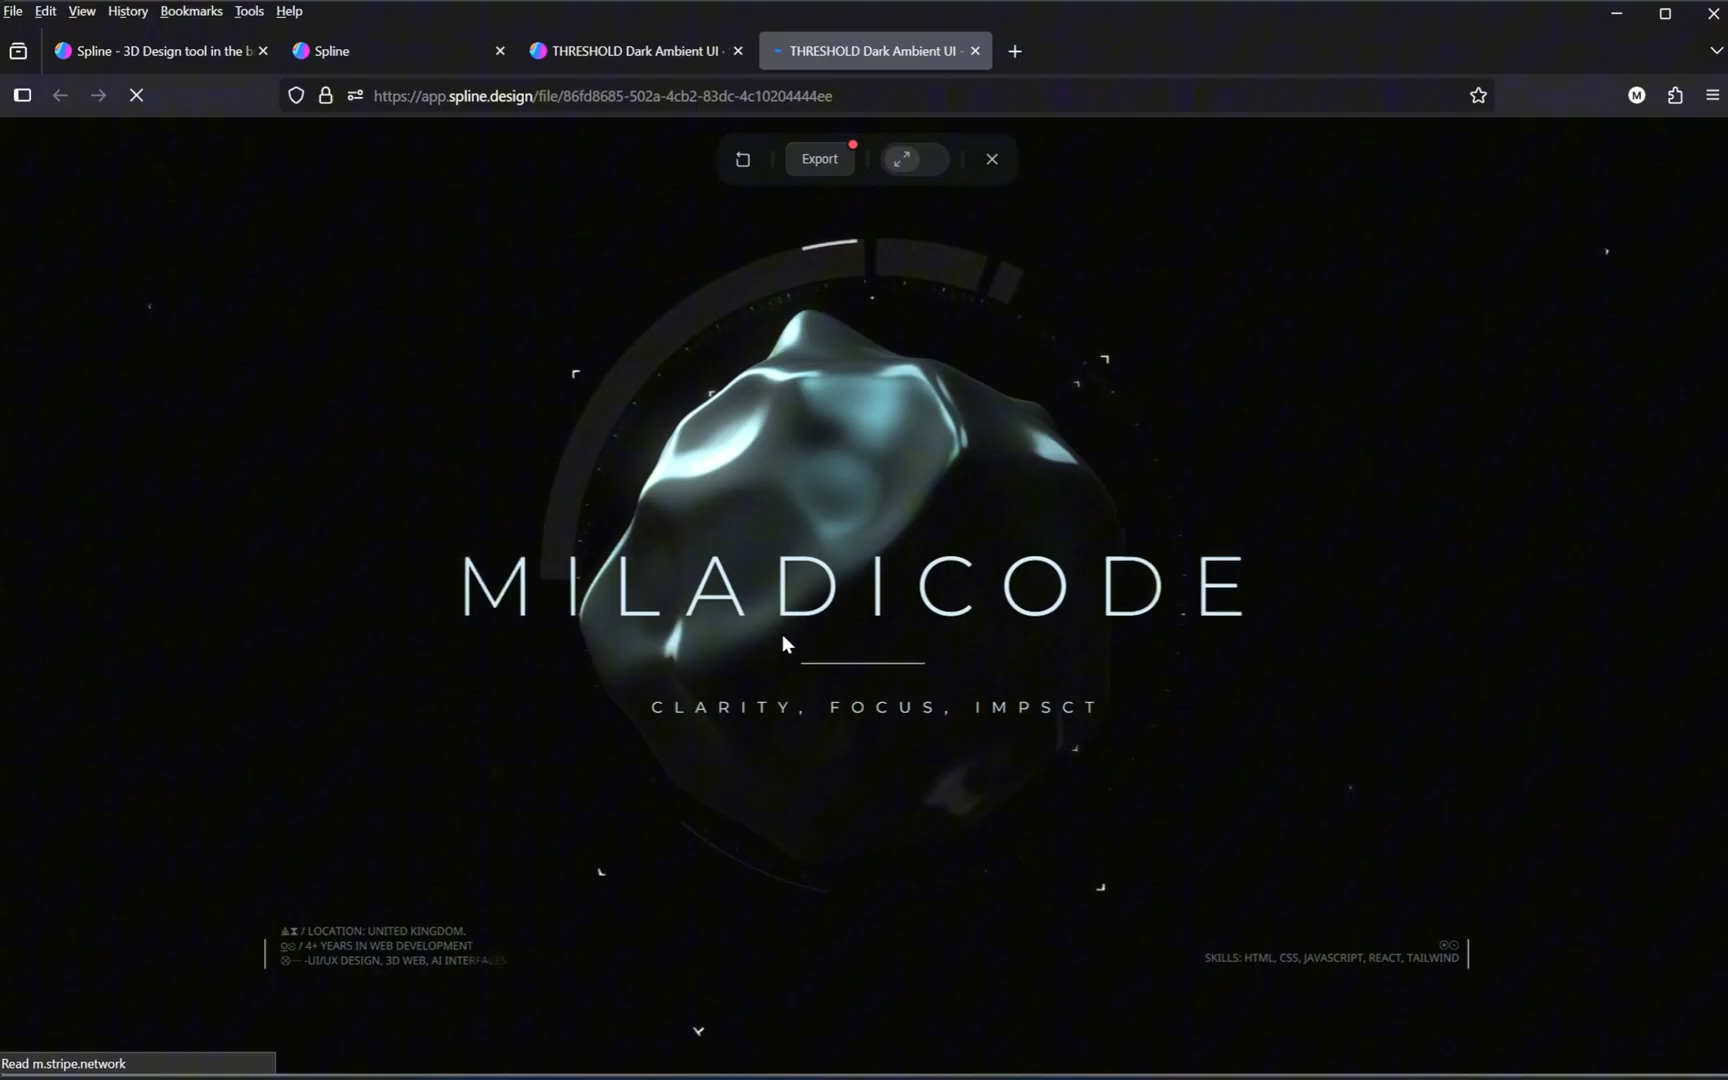 File Edit View History Bookmarks Tools Help
Spline - 3D Design tool in the b
Spline
THRESHOLD Dark Ambient UI -
THRESHOLD Dark Ambient UI -
https://app.spline.design/file/86fd8685-502a-4cb2-83dc-4c10204444ee
M
Export
MILADICODE
CLARITY, FOCUS, IMPSCT
/ LOCATION: UNITED KINGDOM.
/ 4+ YEARS IN WEB DEVELOPMENT
-UI/UX DESIGN, 3D WEB, AI INTERFACES
SKILLS: HTML, CSS, JAVASCRIPT, REACT, TAILWIND
Read m.stripe.network